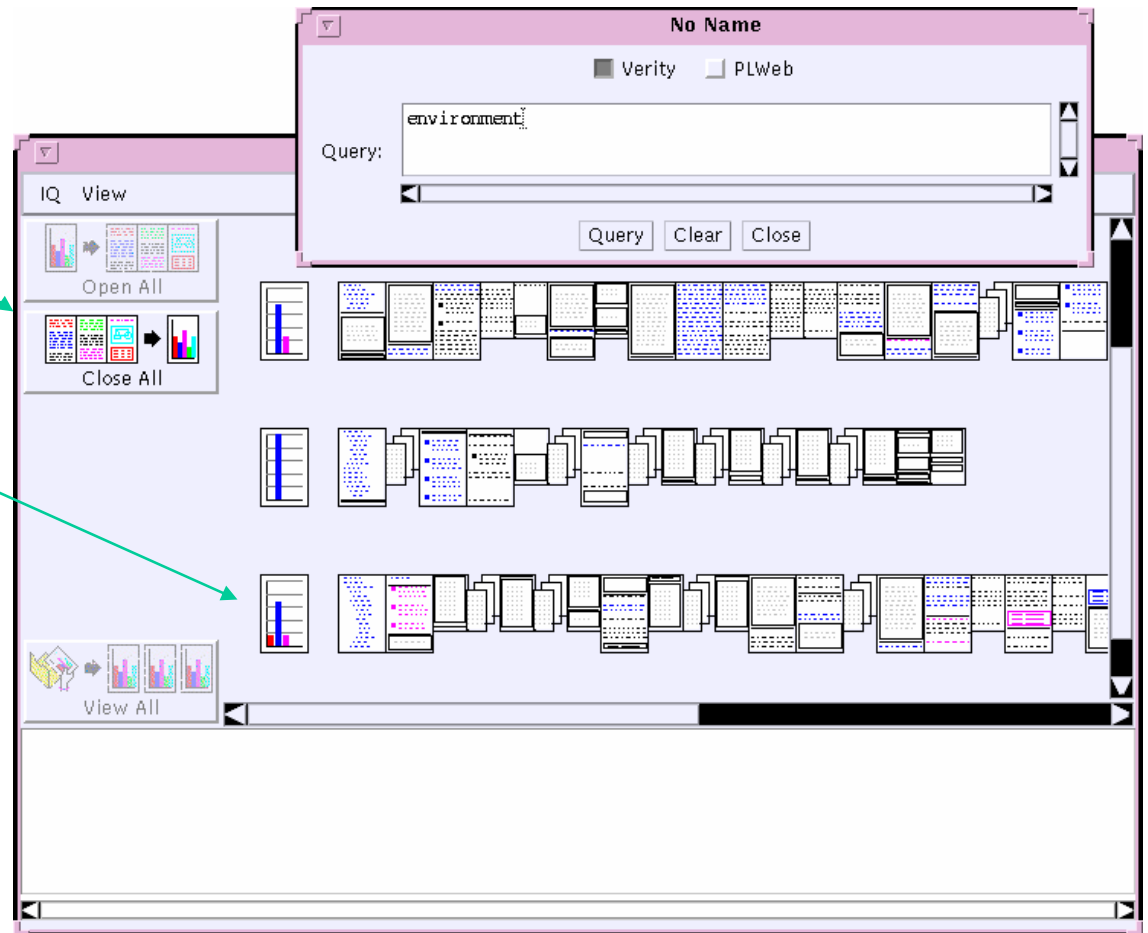 No Name
Verity PLWeb
environment
Query:
Query Clear Close
IQ View
Open All
Close All
View All